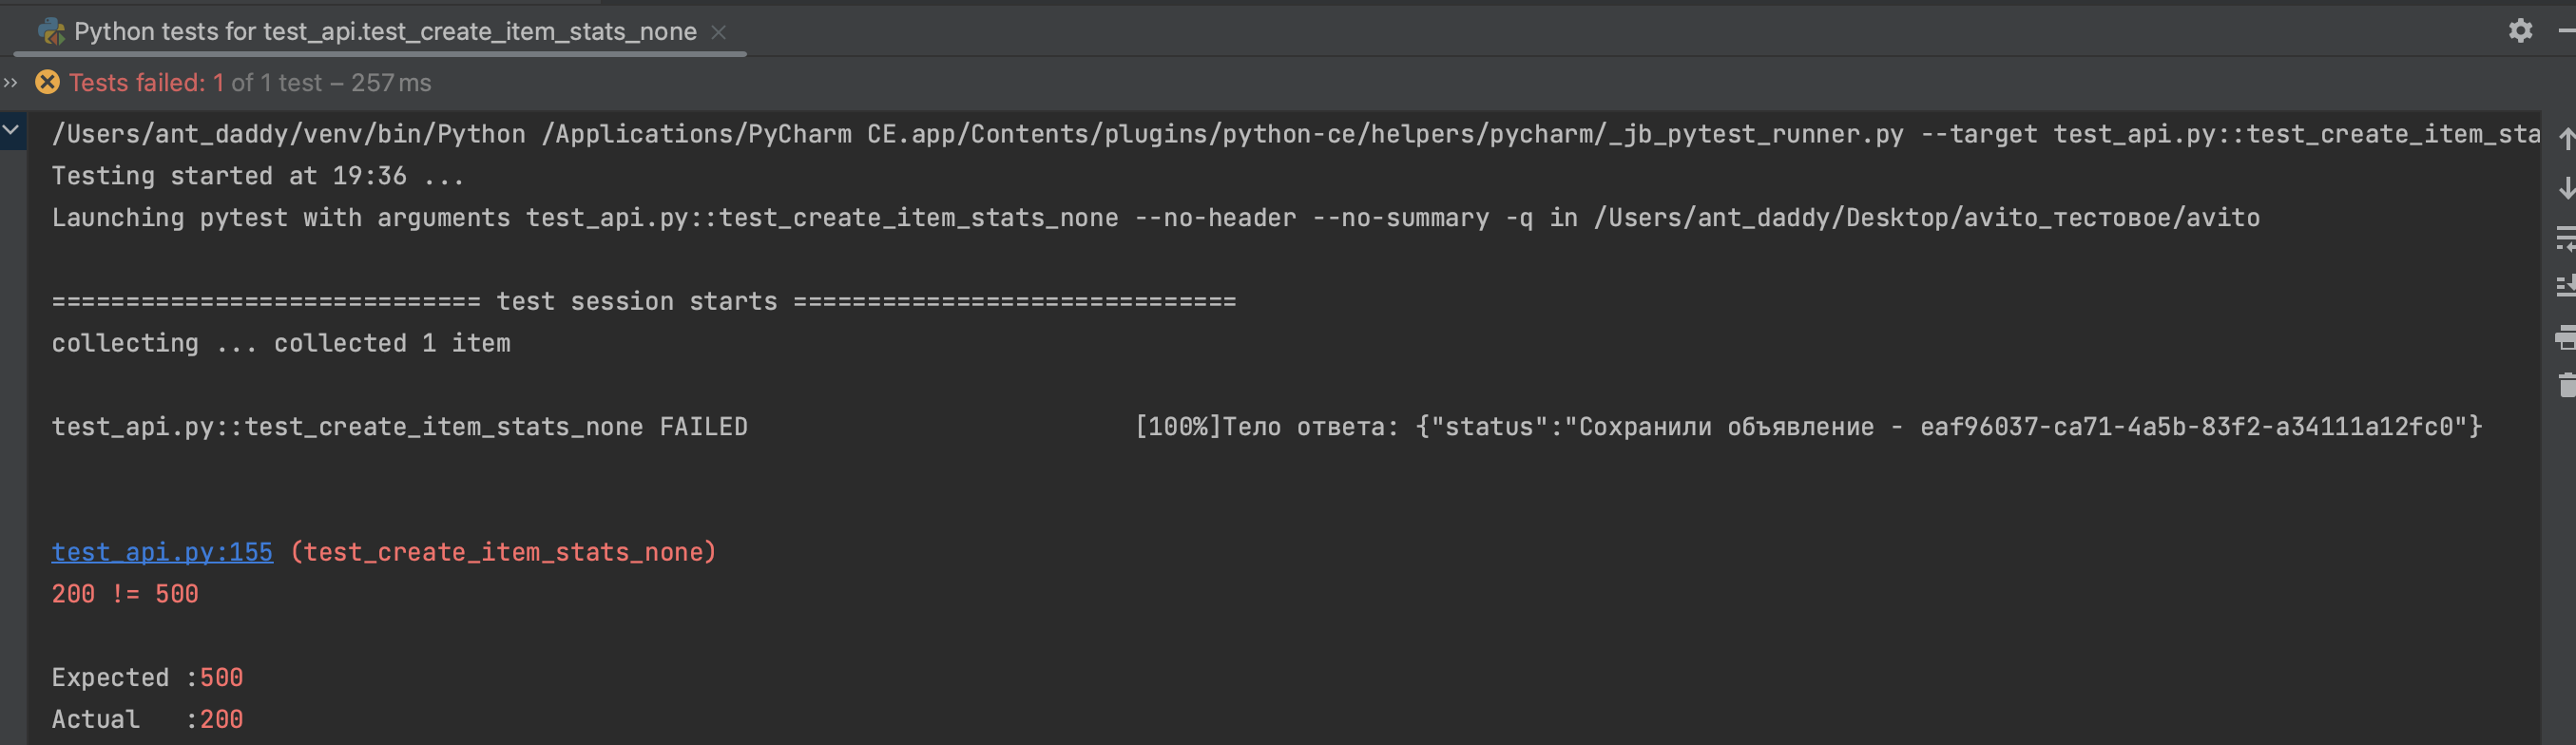 Python tests for test_api.test_create_item_stats_none
Tests failed: 1 of 1 test – 257 ms
/Users/ant_daddy/venv/bin/Python /Applications/PyCharm CE.app/Contents/plugins/python-ce/helpers/pycharm/_jb_pytest_runner.py --target test_api.py::test_create_item_sta
Testing started at 19:36 ...
Launching pytest with arguments test_api.py::test_create_item_stats_none --no-header --no-summary -q in /Users/ant_daddy/Desktop/avito_тестовое/avito
============================= test session starts ==============================
collecting ... collected 1 item
test_api.py::test_create_item_stats_none FAILED [100%]Тело ответа: {"status":"Сохранили объявление - eaf96037-ca71-4a5b-83f2-a34111a12fc0"}
test_api.py:155 (test_create_item_stats_none)
200 != 500
Expected :500
Actual :200